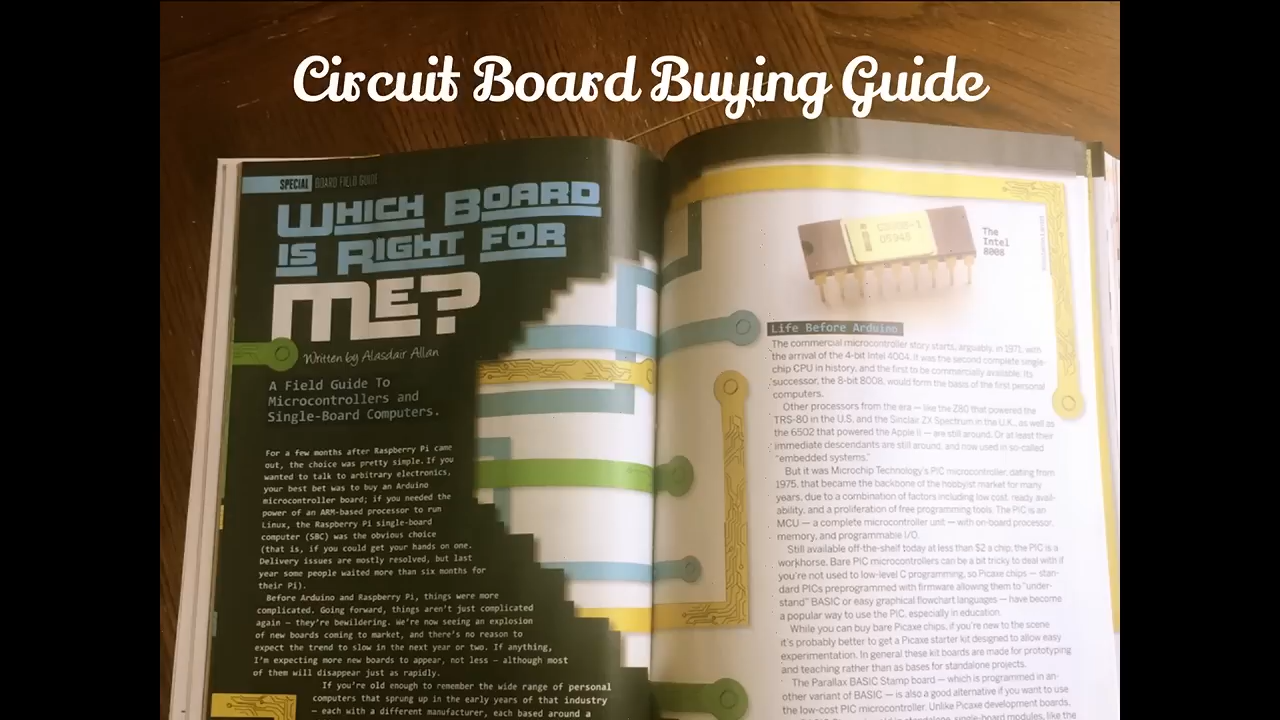 Circuit Board Buying Guide
SPECIAL BOARD FIELD GUIDE
WHICH BOARD
IS RIGHT FOR
ME?
Written by Alasdair Allan
A Field Guide To
Microcontrollers and
Single-Board Computers.
For a few months after Raspberry Pi came
out, the choice was pretty simple. If you
wanted to talk to arbitrary electronics,
your best bet was to buy an Arduino
microcontroller board; if you needed the
power of an ARM-based processor to run
Linux, the Raspberry Pi single-board
computer (SBC) was the obvious choice
(that is, if you could get your hands on one.
Delivery issues are mostly resolved, but last
year some people waited more than six months for
their Pi).
Before Arduino and Raspberry Pi, things were more
complicated. Going forward, things aren't just complicated
again — they're bewildering. We're now seeing an explosion
of new boards coming to market, and there's no reason to
expect the trend to slow in the next year or two. If anything,
I'm expecting more new boards to appear, not less — although most
of them will disappear just as rapidly.
If you're old enough to remember the wide range of personal
computers that sprung up in the early years of that industry
— each with a different manufacturer, each based around a
The
Intel
8008
Life Before Arduino
The commercial microcontroller story starts, arguably, in 1971, with
the arrival of the 4-bit Intel 4004. It was the second complete single-
chip CPU in history, and the first to be commercially available. Its
successor, the 8-bit 8008, would form the basis of the first personal
computers.
Other processors from the era — like the Z80 that powered the
TRS-80 in the U.S. and the Sinclair ZX Spectrum in the U.K., as well as
the 6502 that powered the Apple II — are still around. Or at least their
immediate descendants are still around, and now used in so-called
"embedded systems."
But it was Microchip Technology's PIC microcontroller, dating from
1975, that became the backbone of the hobbyist market for many
years, due to a combination of factors including low cost, ready avail-
ability, and a proliferation of free programming tools. The PIC is an
MCU — a complete microcontroller unit — with on-board processor,
memory, and programmable I/O.
Still available off-the-shelf today at less than $2 a chip, the PIC is a
workhorse. Bare PIC microcontrollers can be a bit tricky to deal with if
you're not used to low-level C programming, so Picaxe chips — stan-
dard PICs preprogrammed with firmware allowing them to "under-
stand" BASIC or easy graphical flowchart languages — have become
a popular way to use the PIC, especially in education.
While you can buy bare Picaxe chips, if you're new to the scene
it's probably better to get a Picaxe starter kit designed to allow easy
experimentation. In general these kit boards are made for prototyping
and teaching rather than as bases for standalone projects.
The Parallax BASIC Stamp board — which is programmed in an-
other variant of BASIC — is also a good alternative if you want to use
the low-cost PIC microcontroller. Unlike Picaxe development boards,
single-board modules, like the